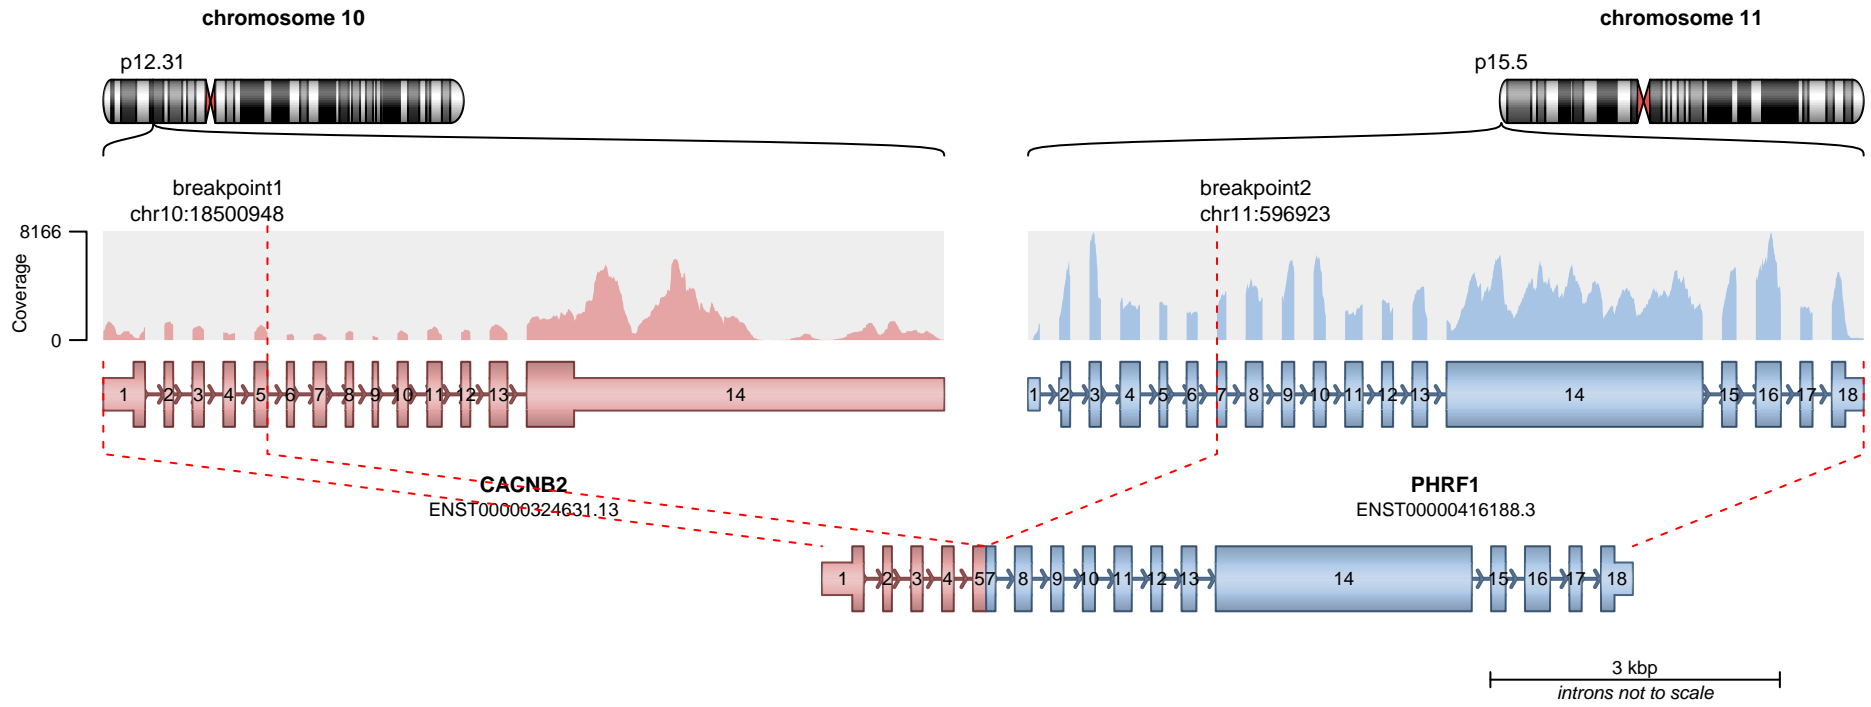 chromosome 10
chromosome 11
p12.31
p15.5
breakpoint1
chr10:18500948
breakpoint2
chr11:596923
8166
Coverage
0
1 2 3 4 5 6 7 8 9 10 11 12 13 14
1 2 3 4 5 6 7 8 9 10 11 12 13 14 15 16 17 18
CACNB2
ENST00000324631.13
PHRF1
ENST00000416188.3
1 2 3 4 5 7 8 9 10 11 12 13 14 15 16 17 18
3 kbp
introns not to scale